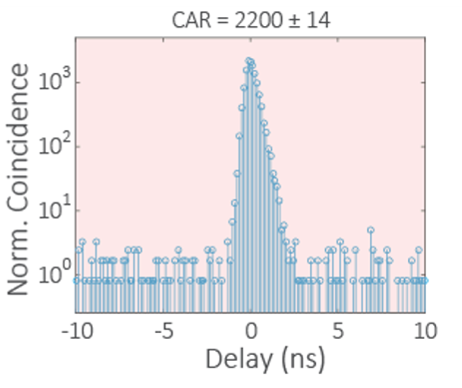 CAR = 2200 ± 14
Norm. Coincidence
10³
10²
10¹
10⁰
-10 -5 0 5 10
Delay (ns)